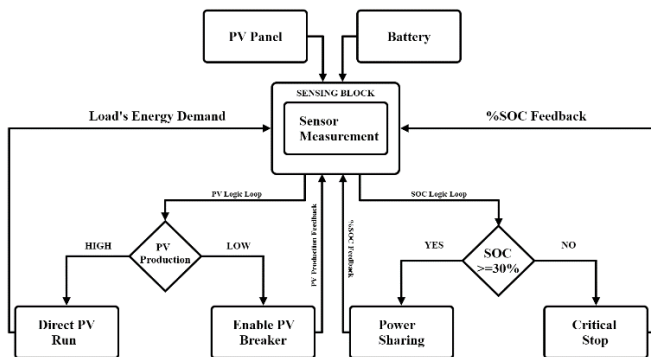 PV Panel
Battery
SENSING BLOCK
Sensor
Measurement
Load's Energy Demand
%SOC Feedback
PV Logic Loop
SOC Logic Loop
PV Production Feedback
%SOC Feedback
HIGH
PV
Production
LOW
YES
SOC
>=30%
NO
Direct PV
Run
Enable PV
Breaker
Power
Sharing
Critical
Stop